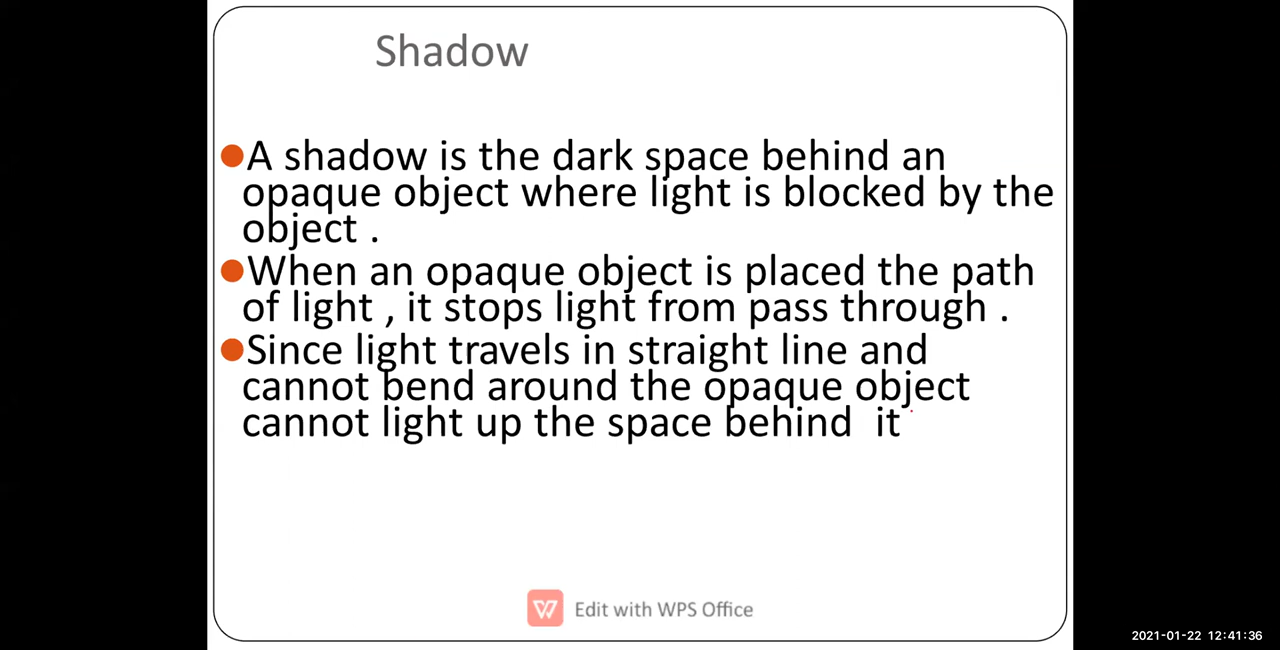 Shadow
●A shadow is the dark space behind an
opaque object where light is blocked by the
object .
●When an opaque object is placed the path
of light , it stops light from pass through .
●Since light travels in straight line and
cannot bend around the opaque object
cannot light up the space behind  it
Edit with WPS Office
2021-01-22 12:41:36